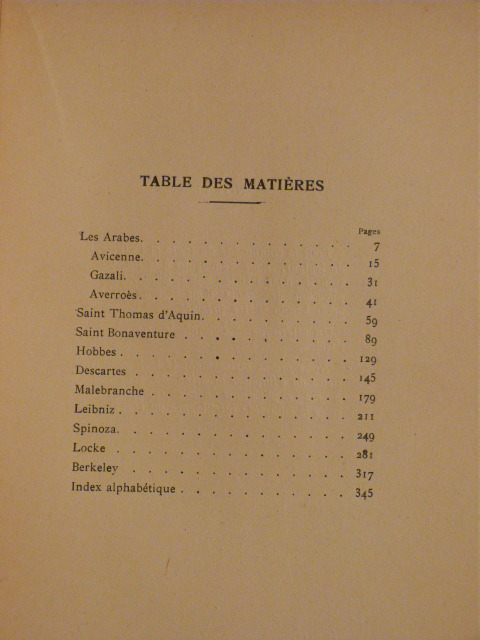 TABLE DES MATIÈRES
Pages
Les Arabes. . . . . . . . . . . . 7
Avicenne. . . . . . . . . . . . 15
Gazali. . . . . . . . . . . . . 31
Averroès. . . . . . . . . . . . 41
Saint Thomas d'Aquin. . . . . . . . . 59
Saint Bonaventure . . . . . . . . . . 89
Hobbes . . . . . . . . . . . . . 129
Descartes . . . . . . . . . . . . 145
Malebranche . . . . . . . . . . . 179
Leibniz . . . . . . . . . . . . . 211
Spinoza. . . . . . . . . . . . . 249
Locke . . . . . . . . . . . . . 281
Berkeley . . . . . . . . . . . . 317
Index alphabétique . . . . . . . . . . 345